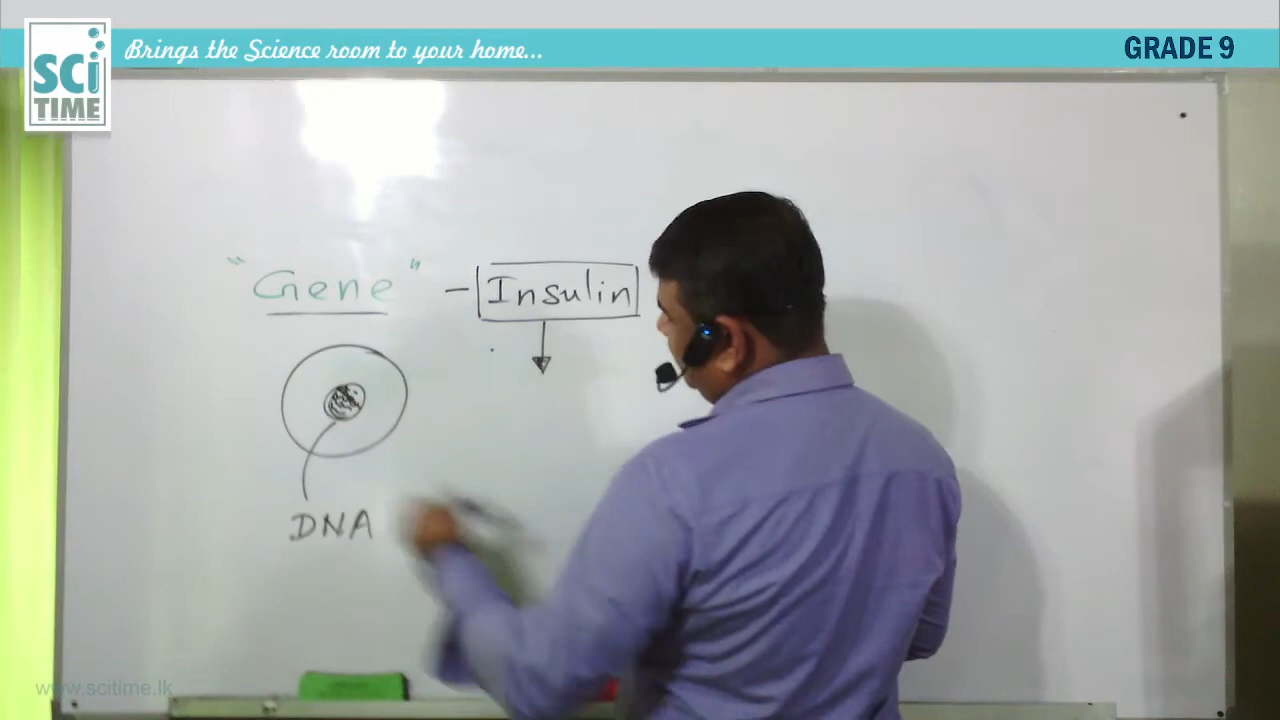 SCi
TIME
Brings the Science room to your home...
GRADE 9
"Gene" - Insulin
DNA
www.scitime.lk